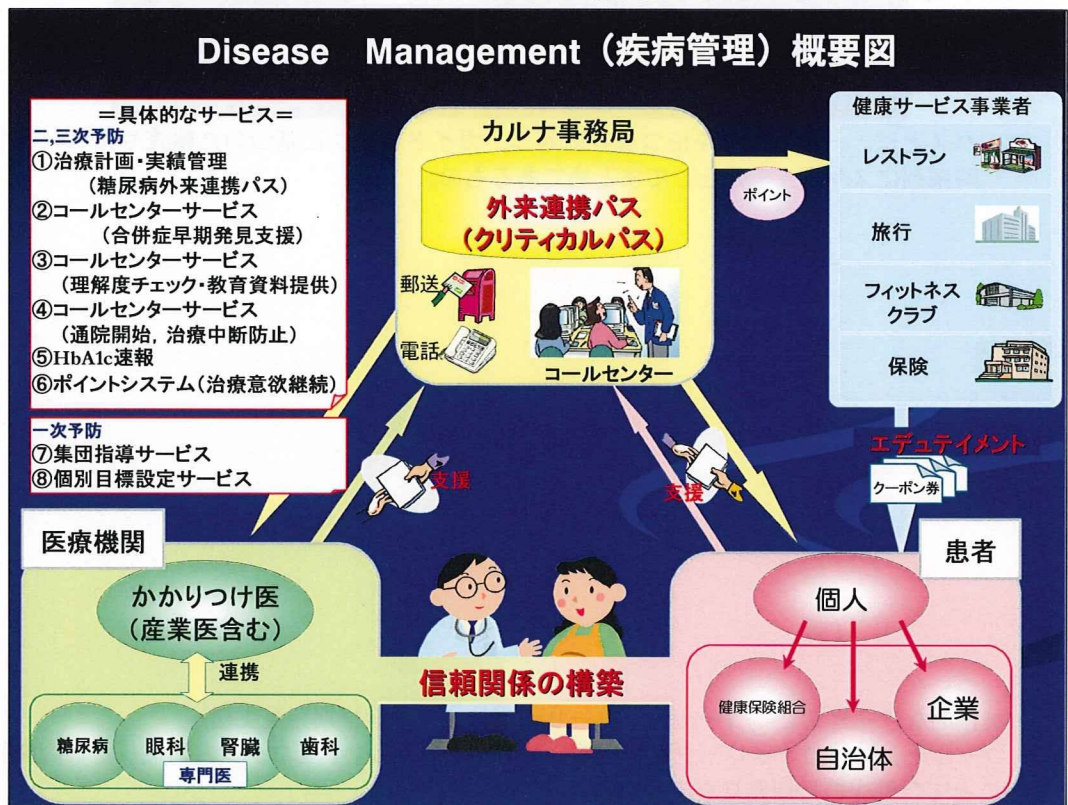 Disease Management（疾病管理）概要図
＝具体的なサービス＝
二,三次予防
①治療計画・実績管理
（糖尿病外来連携パス）
②コールセンターサービス
（合併症早期発見支援）
③コールセンターサービス
（理解度チェック・教育資料提供）
④コールセンターサービス
（通院開始, 治療中断防止）
⑤HbA1c速報
⑥ポイントシステム（治療意欲継続）
一次予防
⑦集団指導サービス
⑧個別目標設定サービス
カルナ事務局
外来連携パス
（クリティカルパス）
郵送
電話
コールセンター
ポイント
健康サービス事業者
レストラン
旅行
フィットネス
クラブ
保険
エデュテイメント
クーポン券
支援
支援
医療機関
かかりつけ医
（産業医含む）
連携
糖尿病
眼科
腎臓
歯科
専門医
信頼関係の構築
患者
個人
健康保険組合
自治体
企業